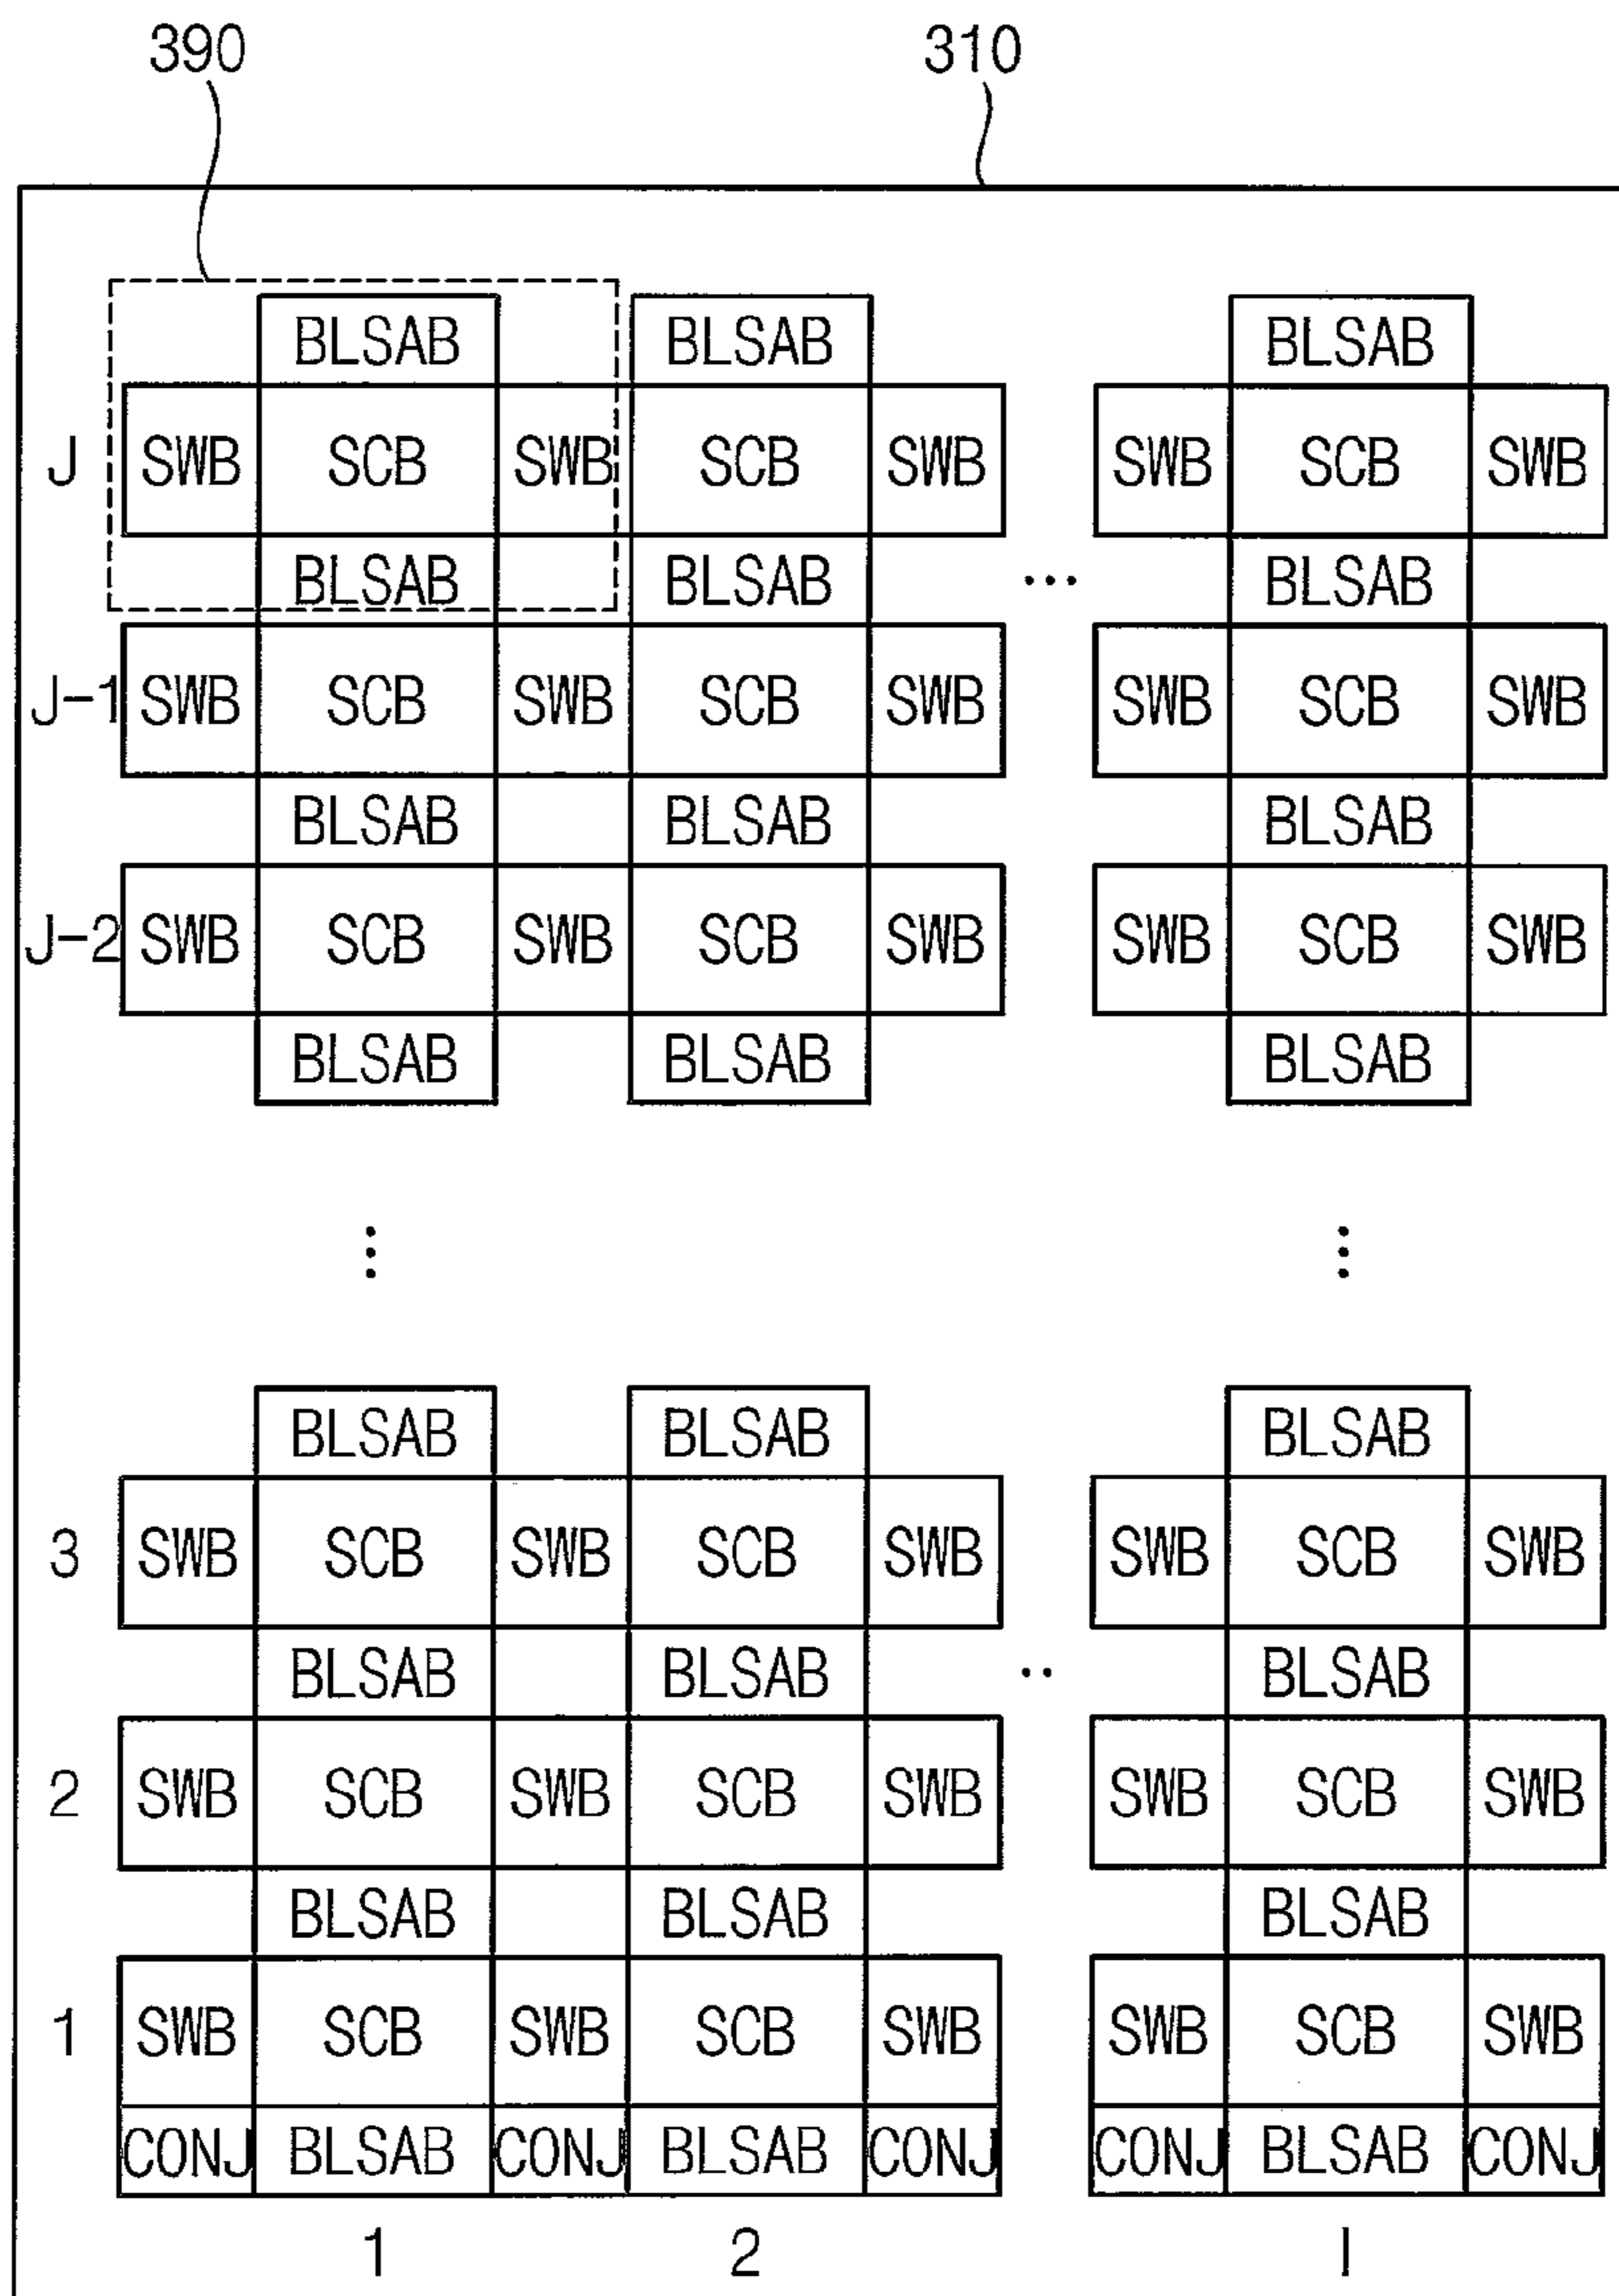 390 310
BLSAB BLSAB BLSAB
J SWB SCB SWB SCB SWB SWB SCB SWB
BLSAB BLSAB ... BLSAB
J-1 SWB SCB SWB SCB SWB SWB SCB SWB
BLSAB BLSAB BLSAB
J-2 SWB SCB SWB SCB SWB SWB SCB SWB
BLSAB BLSAB BLSAB
BLSAB BLSAB BLSAB
3 SWB SCB SWB SCB SWB SWB SCB SWB
BLSAB BLSAB .. BLSAB
2 SWB SCB SWB SCB SWB SWB SCB SWB
BLSAB BLSAB BLSAB
1 SWB SCB SWB SCB SWB SWB SCB SWB
CONJ BLSAB CONJ BLSAB CONJ CONJ BLSAB CONJ
1 2 I